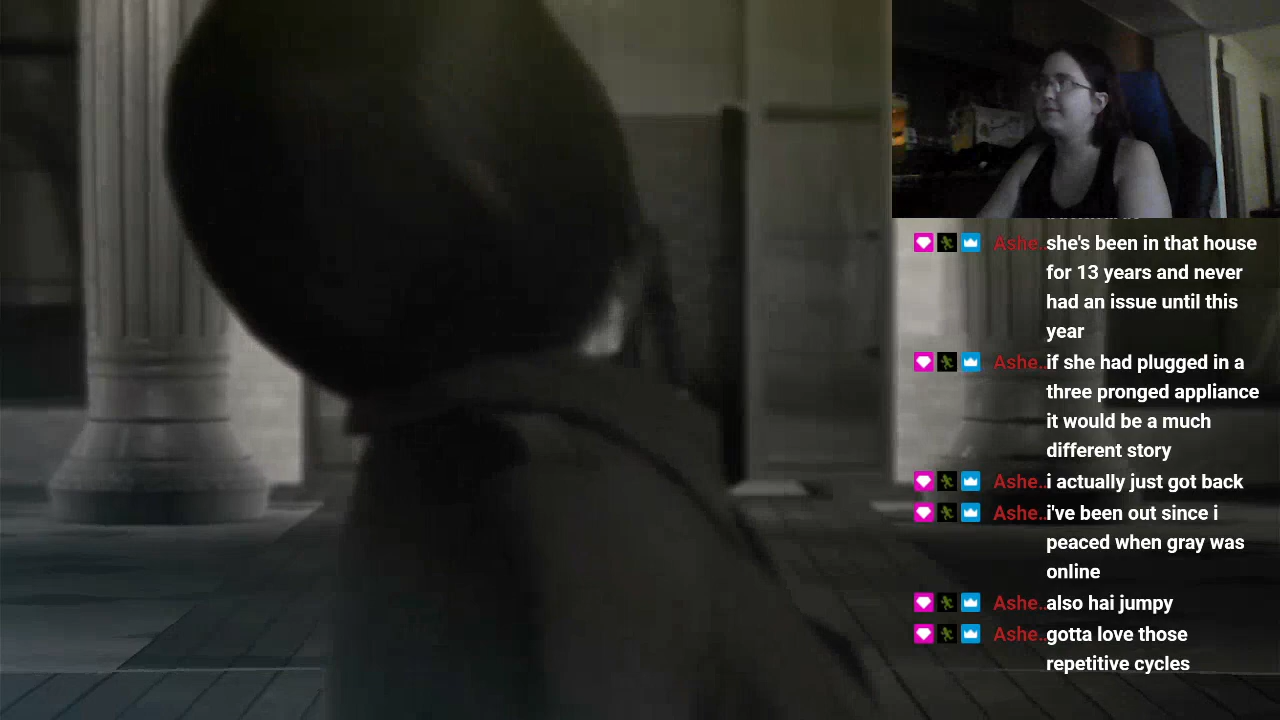 Ashe.. she's been in that house
for 13 years and never
had an issue until this
year
Ashe.. if she had plugged in a
three pronged appliance
it would be a much
different story
Ashe.. i actually just got back
Ashe.. i've been out since i
peaced when gray was
online
Ashe.. also hai jumpy
Ashe.. gotta love those
repetitive cycles